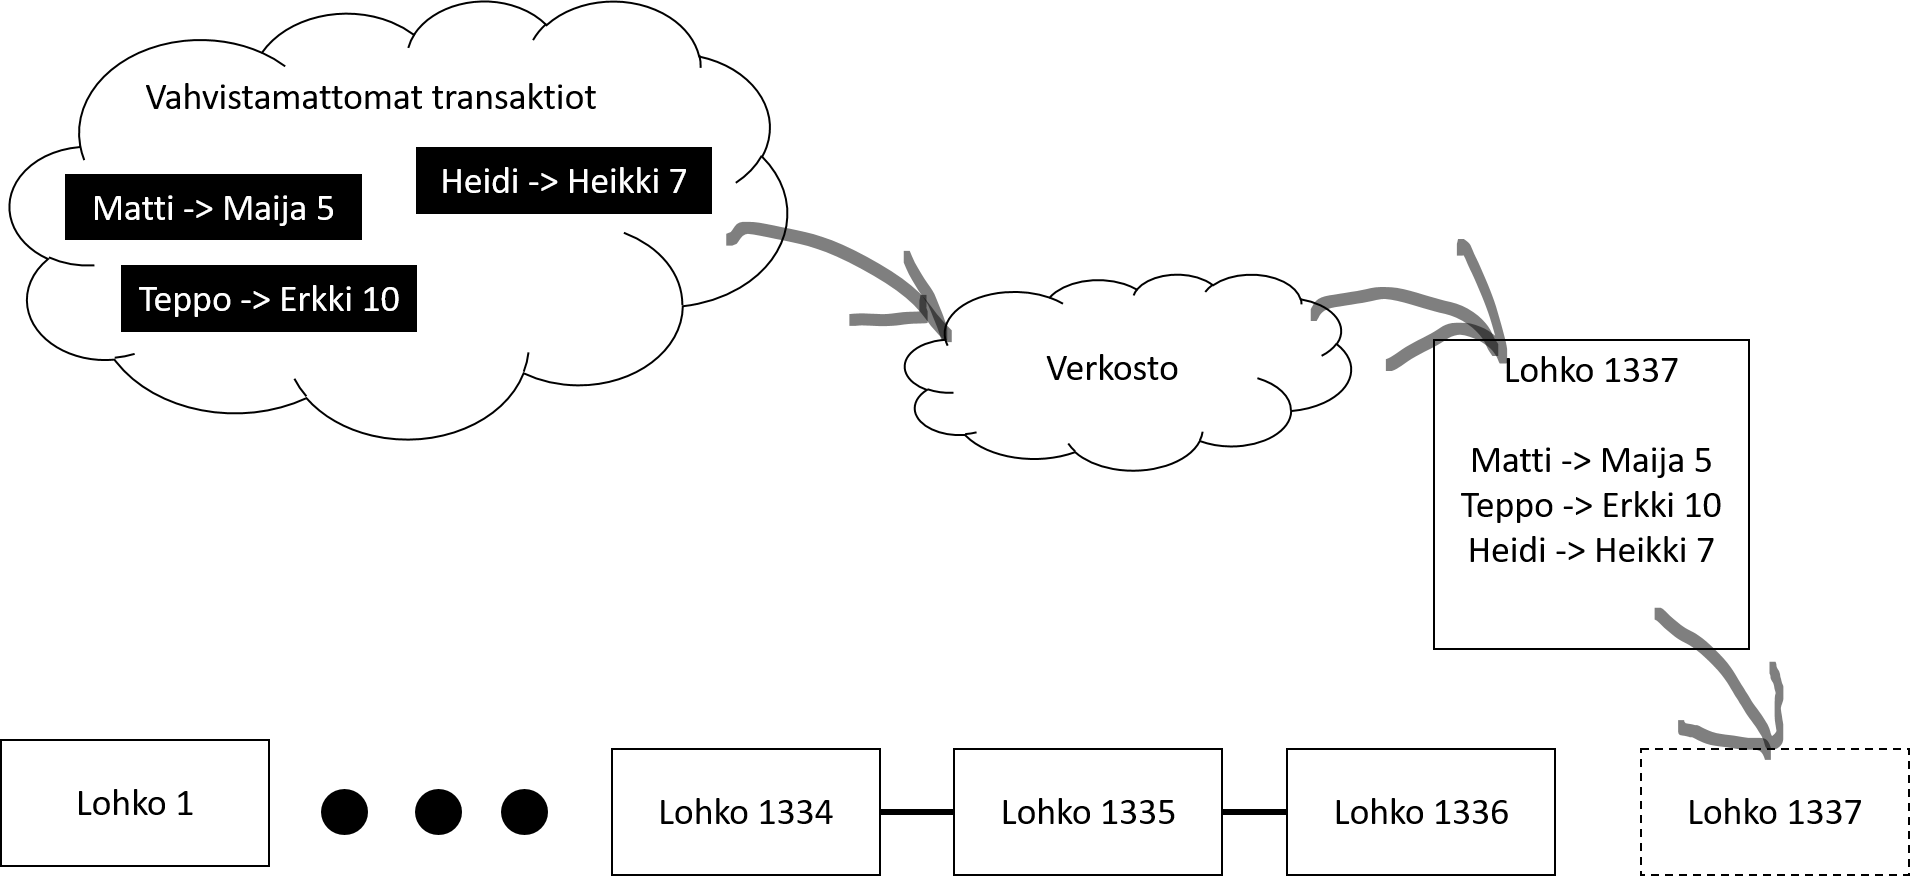 Vahvistamattomat transaktiot
Heidi -> Heikki 7
Matti -> Maija 5
Teppo -> Erkki 10
Verkosto
Lohko 1337
Matti -> Maija 5
Teppo -> Erkki 10
Heidi -> Heikki 7
Lohko 1
Lohko 1334
Lohko 1335
Lohko 1336
Lohko 1337